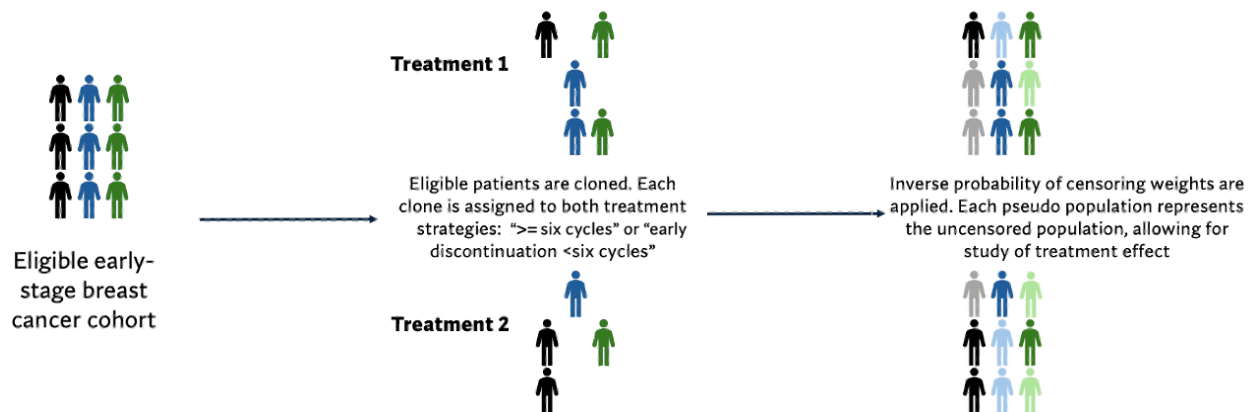 Treatment 1
Eligible patients are cloned. Each
clone is assigned to both treatment
strategies: “>= six cycles” or “early
discontinuation <six cycles”
Treatment 2
Eligible early-
stage breast
cancer cohort
Inverse probability of censoring weights are
applied. Each pseudo population represents
the uncensored population, allowing for
study of treatment effect